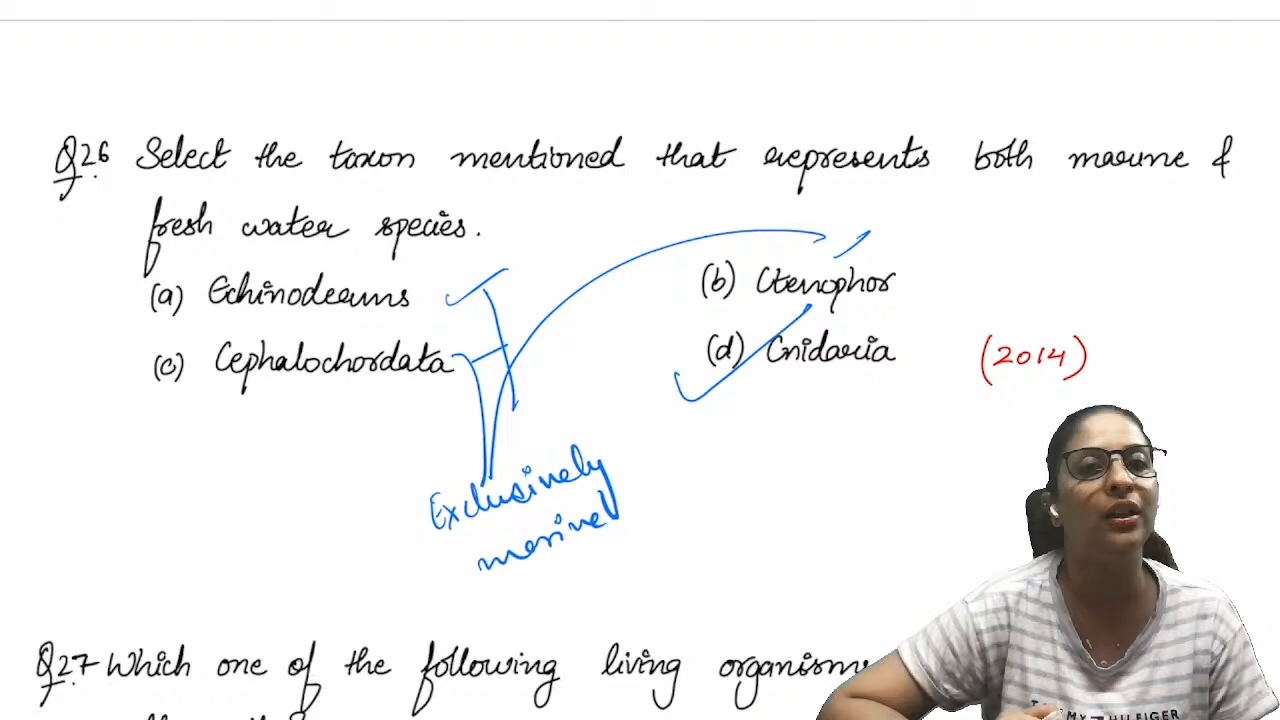 Q26. Select the taxon mentioned that represents both marine &
fresh water species.
(a) Echinoderms (b) Ctenophor
(c) Cephalochordata (d) Cnidaria (2014)
Exclusively
marine
Q27. Which one of the following living organisms
HILFIGER